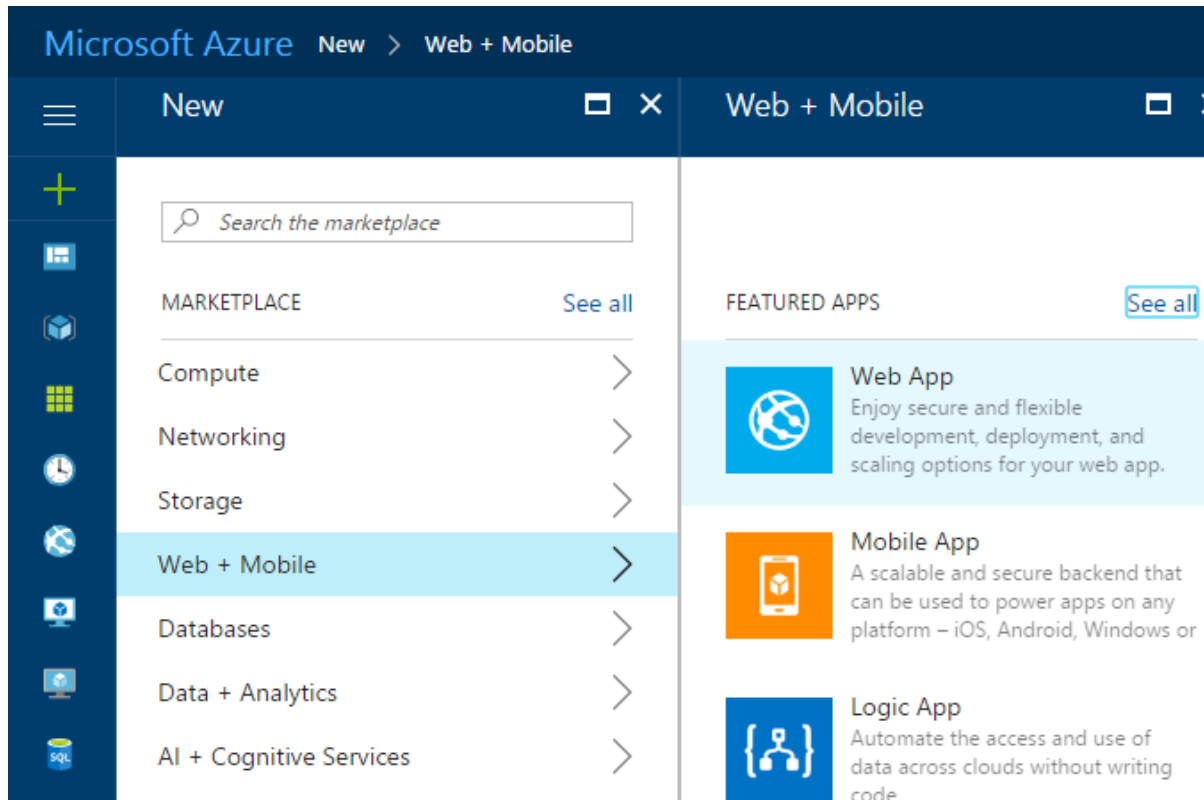 Microsoft Azure New > Web + Mobile
New
Search the marketplace
MARKETPLACE See all
Compute
Networking
Storage
Web + Mobile
Databases
Data + Analytics
AI + Cognitive Services
SQL
Web + Mobile
FEATURED APPS See all
Web App
Enjoy secure and flexible
development, deployment, and
scaling options for your web app.
Mobile App
A scalable and secure backend that
can be used to power apps on any
platform – iOS, Android, Windows or
Logic App
Automate the access and use of
data across clouds without writing
code